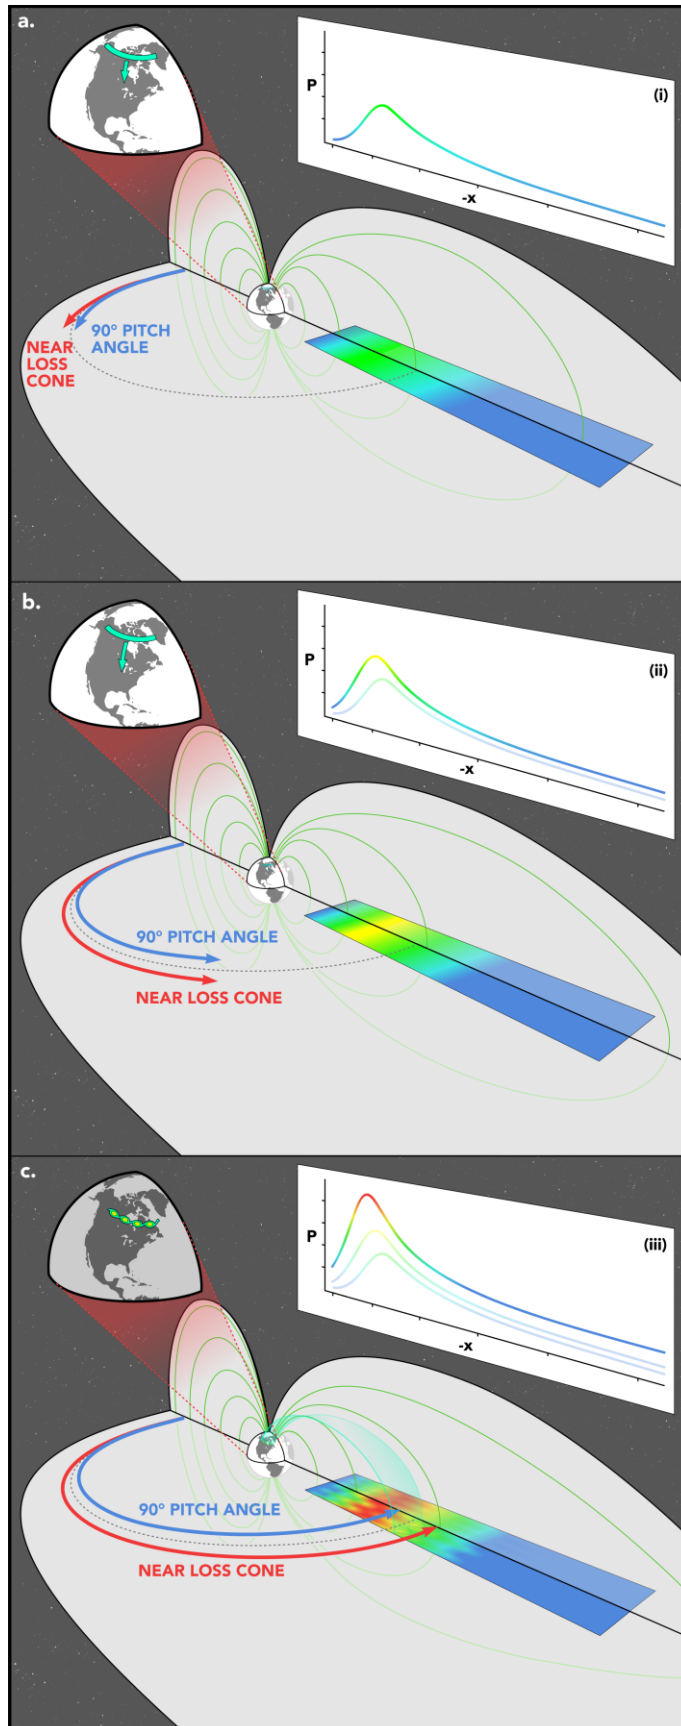 a.
P
(i)
-x
90° PITCH
ANGLE
NEAR
LOSS
CONE
b.
P
(ii)
-x
90° PITCH ANGLE
NEAR LOSS CONE
c.
P
(iii)
-x
90° PITCH ANGLE
NEAR LOSS CONE